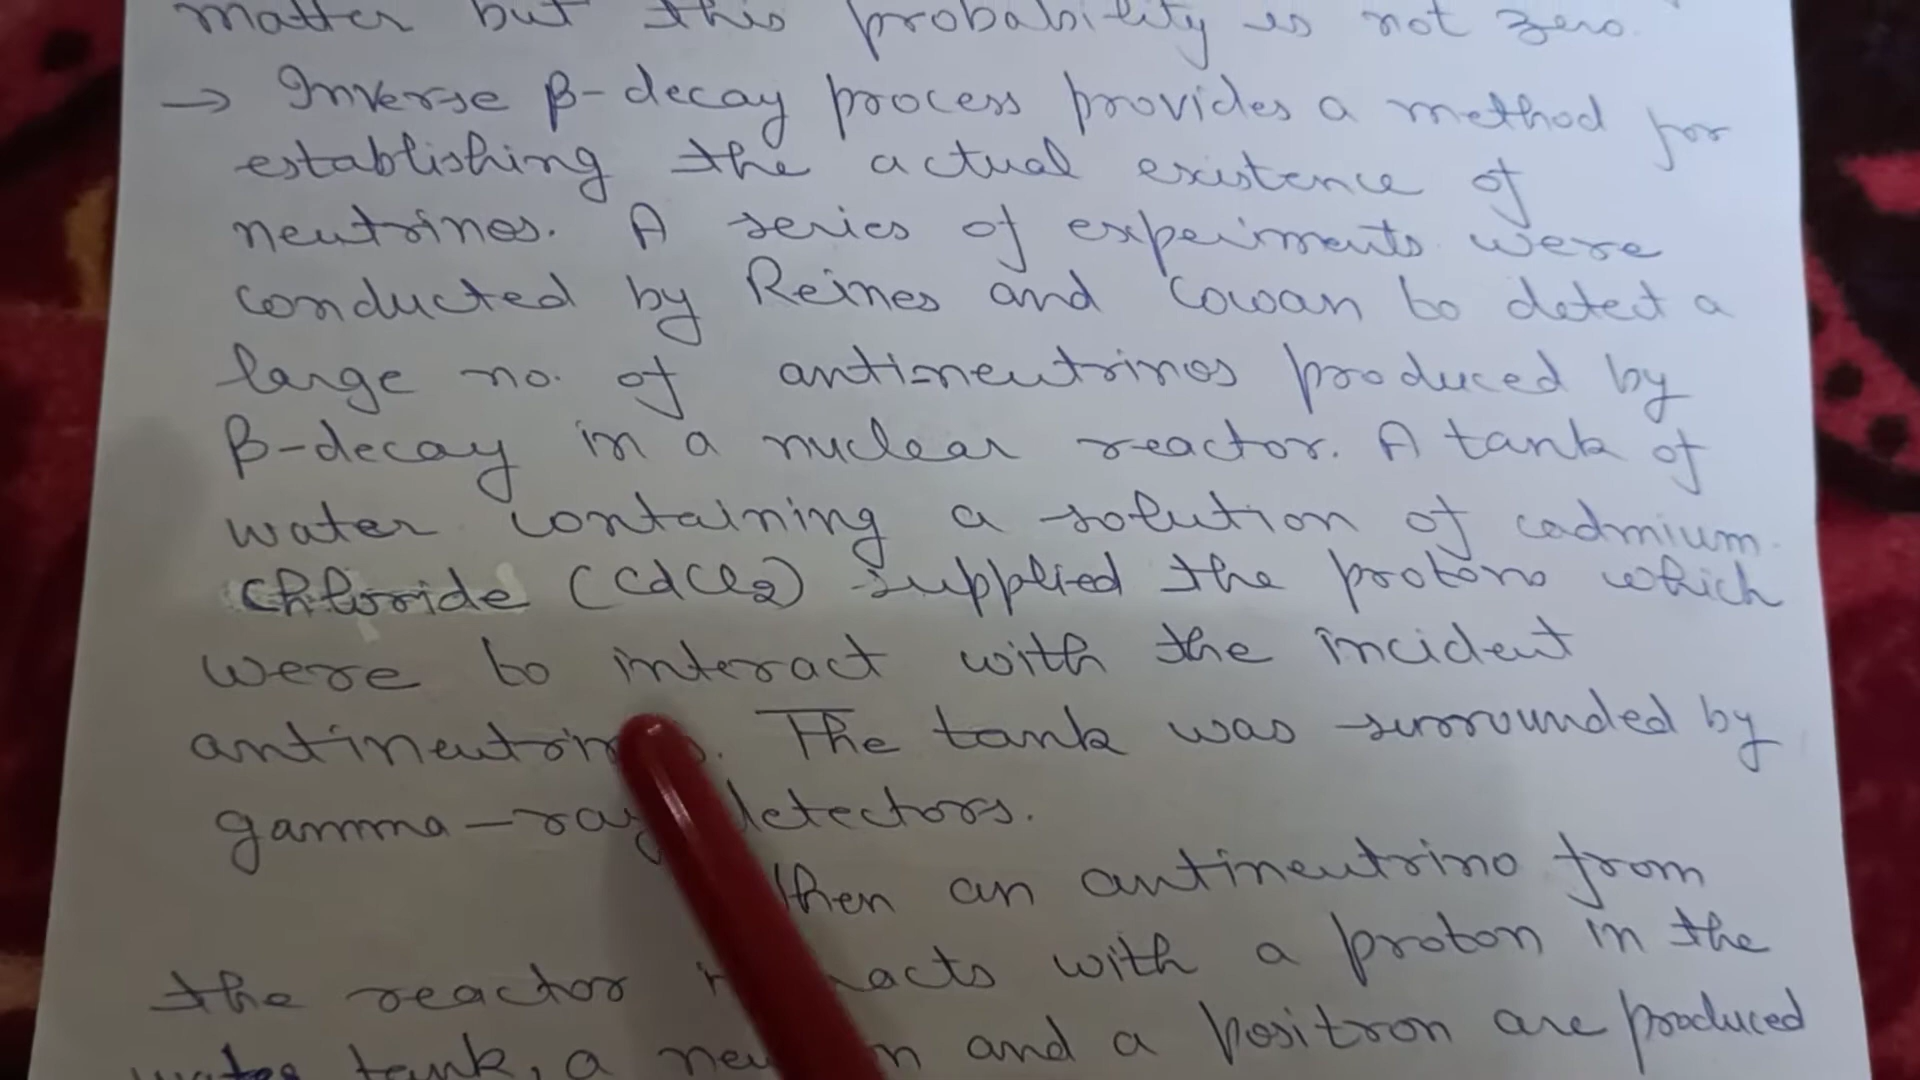 matter but this probability is not zero.
→ Inverse β-decay process provides a method for
establishing the actual existence of
neutrinos. A series of experiments were
conducted by Reines and Cowan to detect a
large no. of antineutrinos produced by
β-decay in a nuclear reactor. A tank of
water containing a solution of cadmium
chloride (CdCl2) supplied the protons which
were to interact with the incident
The tank was surrounded by
gamma-ray detectors.
an antineutrino from
the reactor with a proton in the
water tank, a and a positron are produced